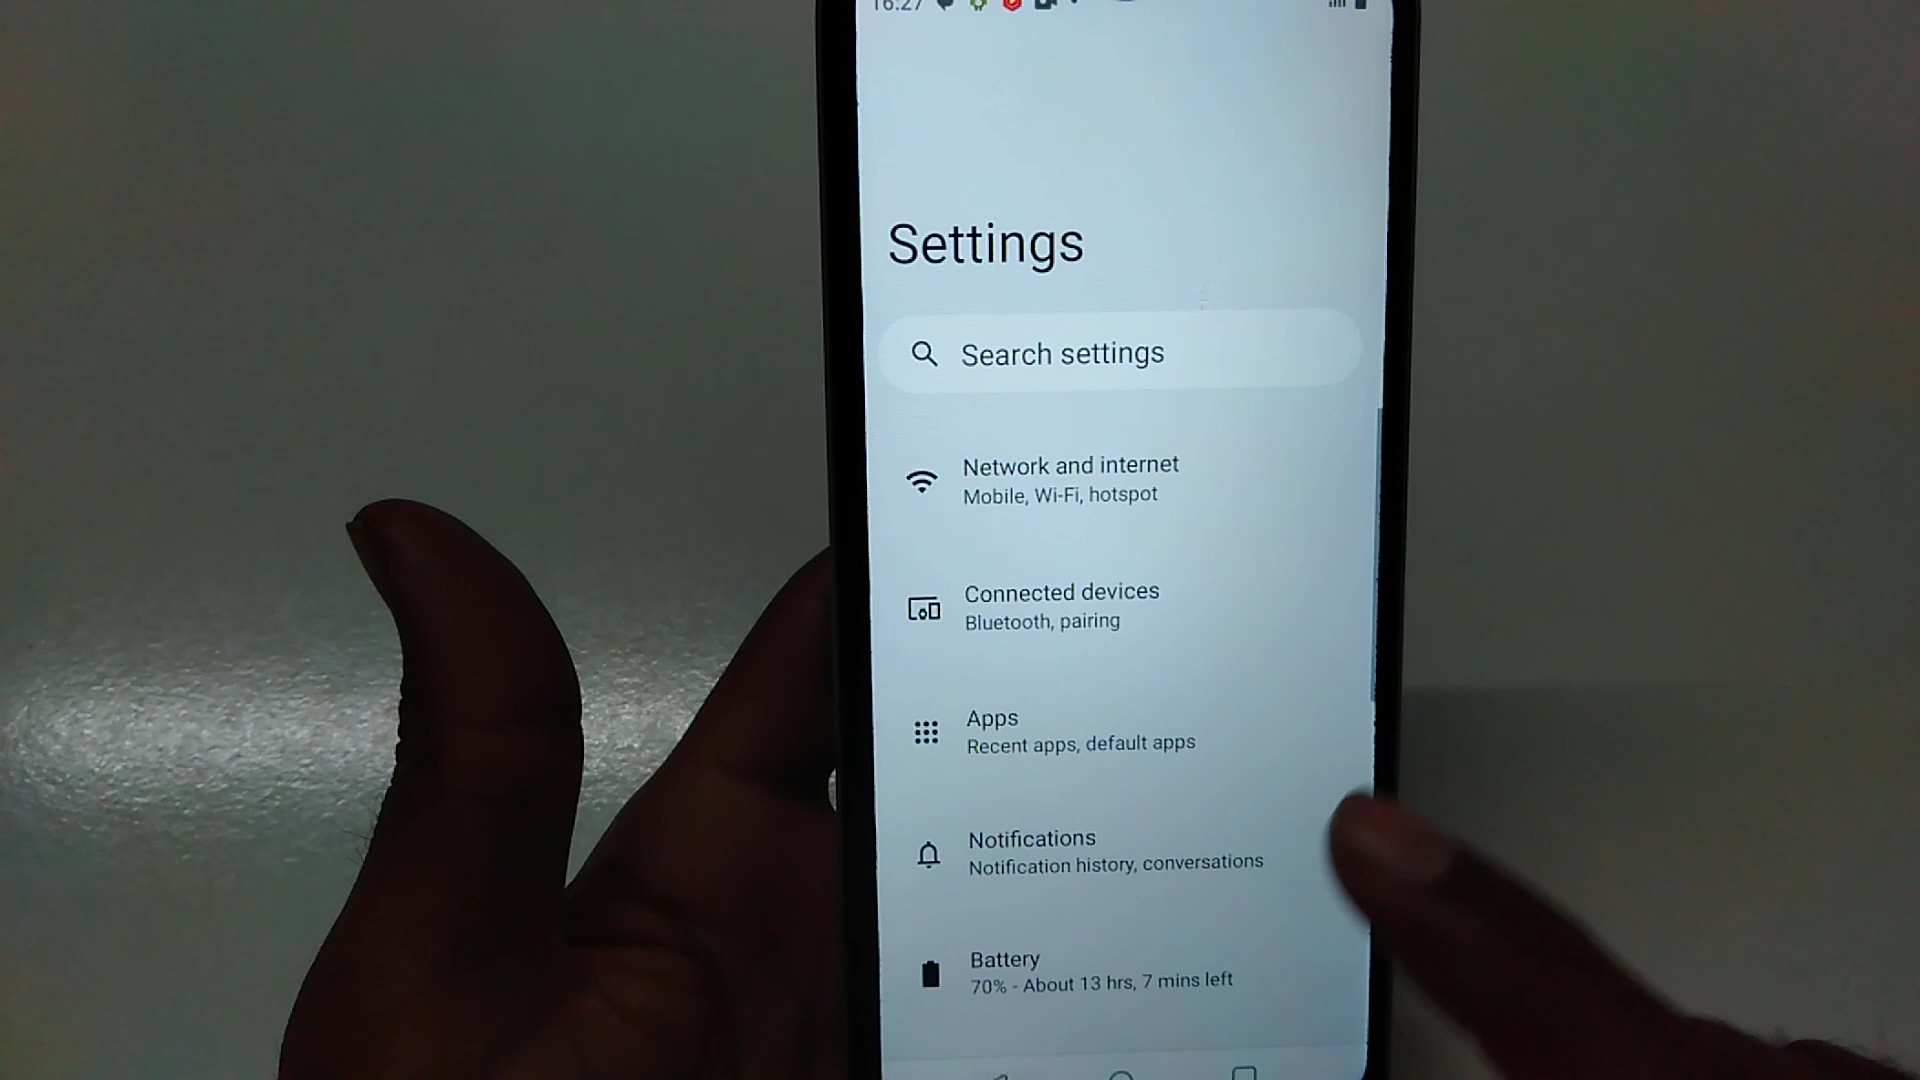 16:27
Settings
Search settings
Network and internet
Mobile, Wi-Fi, hotspot
Connected devices
Bluetooth, pairing
Apps
Recent apps, default apps
Notifications
Notification history, conversations
Battery
70% - About 13 hrs, 7 mins left